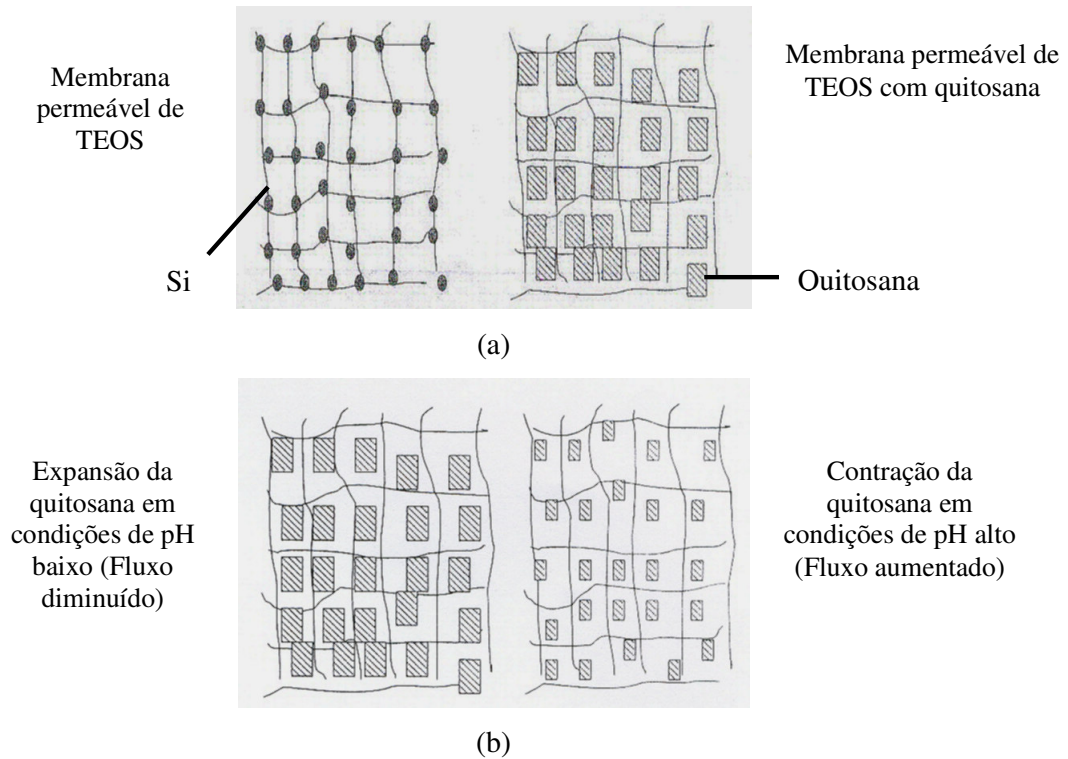 Membrana
permeável de
TEOS
Si
Membrana permeável de
TEOS com quitosana
Ouitosana
(a)
Expansão da
quitosana em
condições de pH
baixo (Fluxo
diminuído)
Contração da
quitosana em
condições de pH alto
(Fluxo aumentado)
(b)